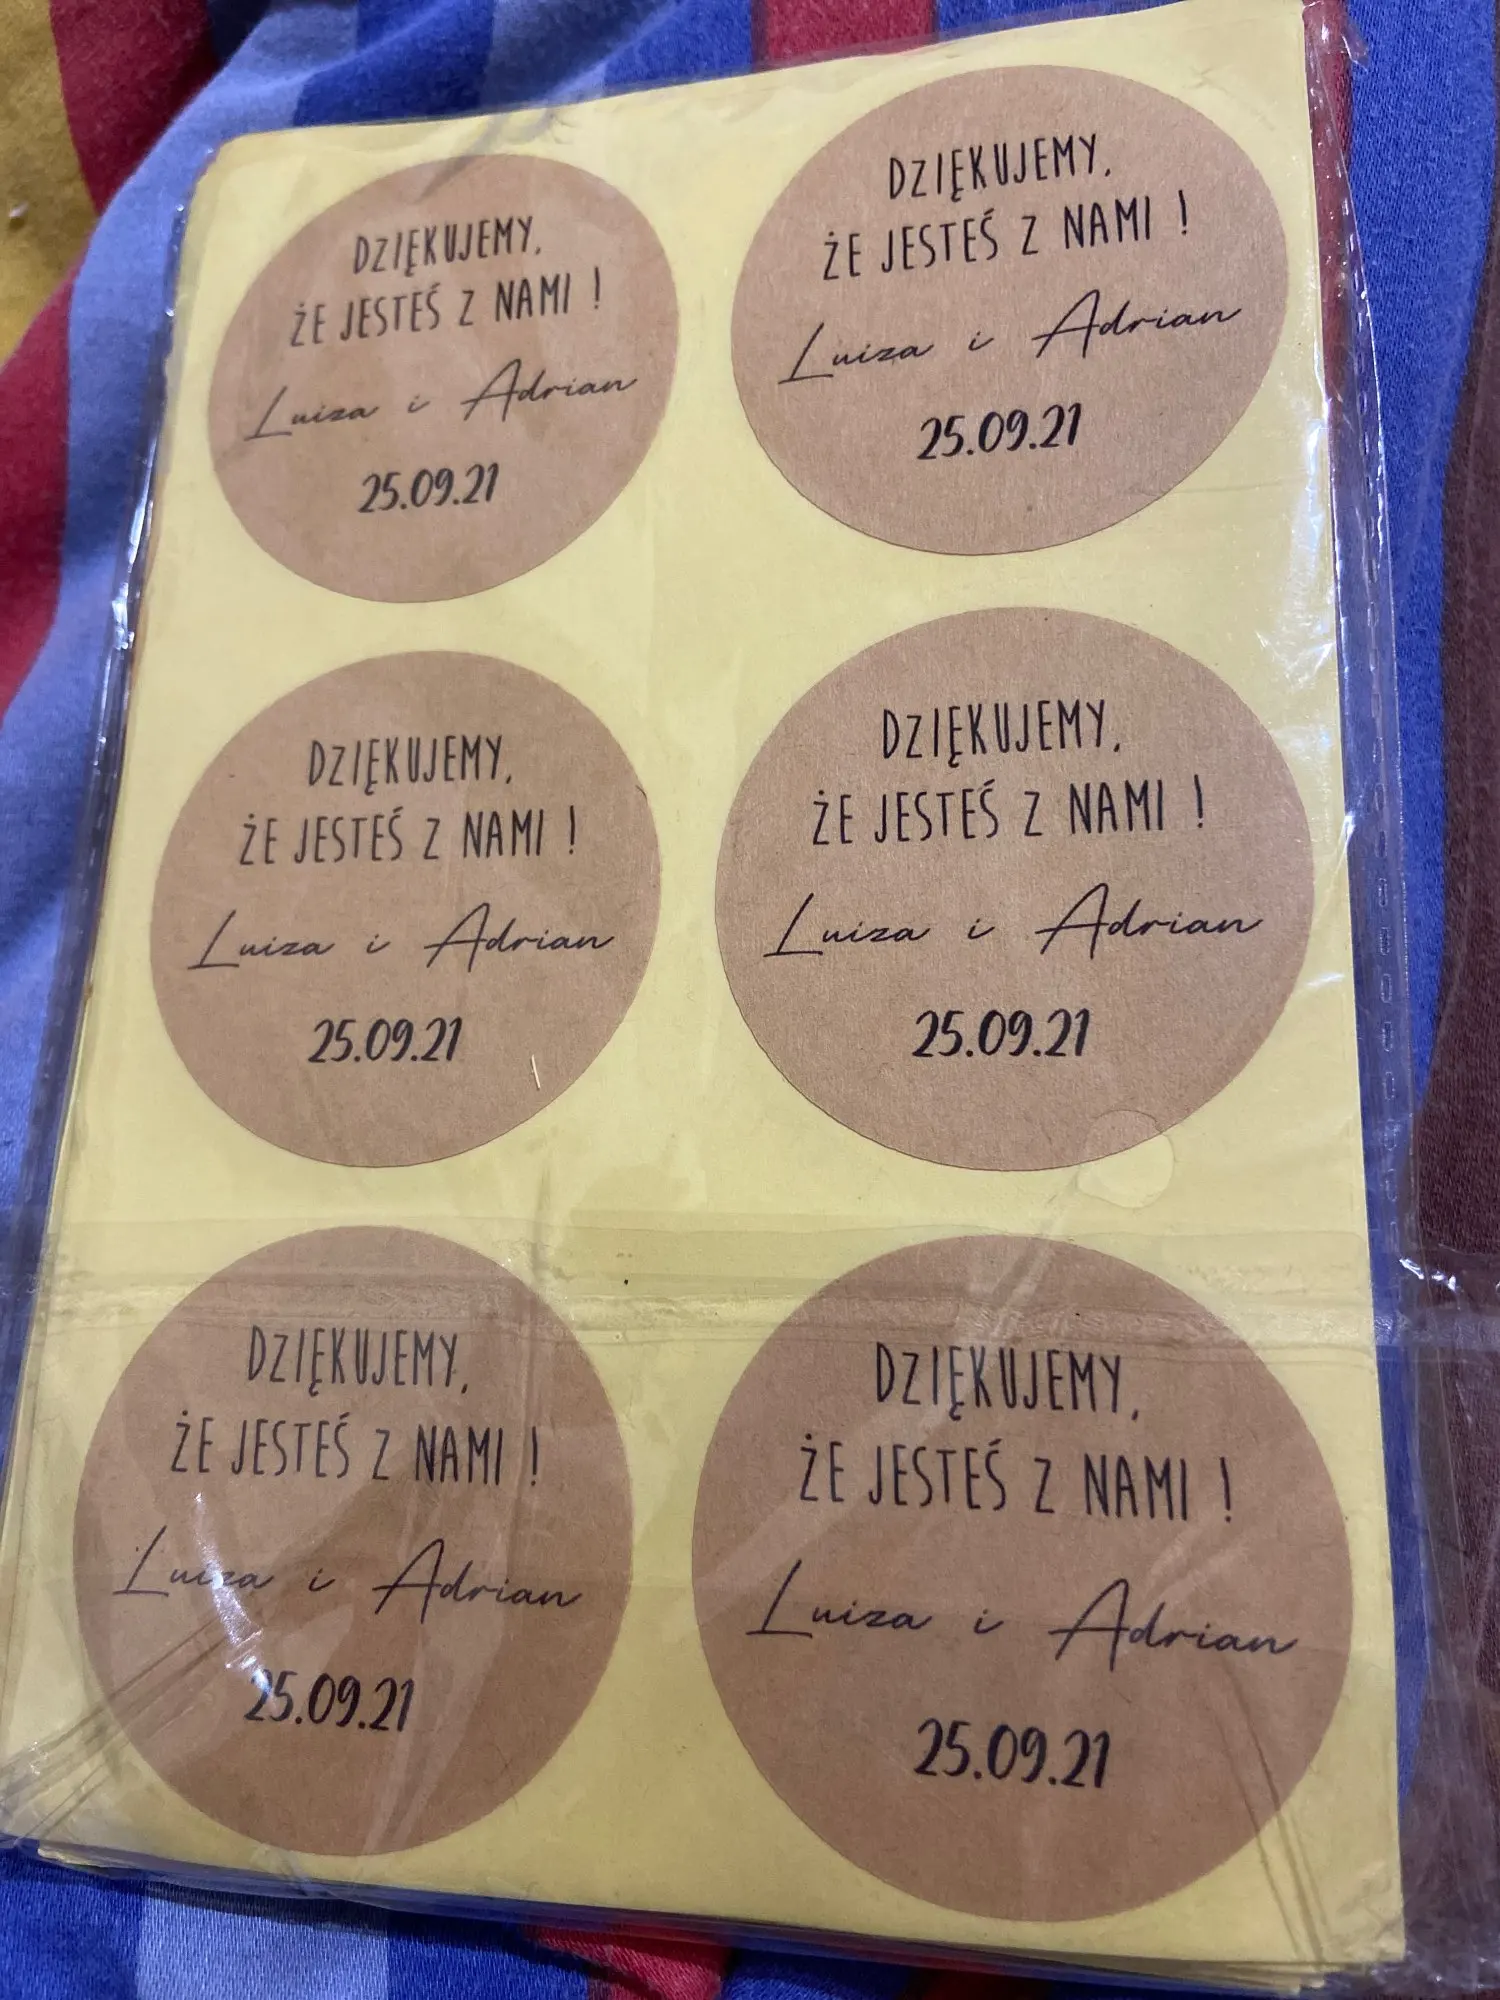 DZIĘKUJEMY,
ŻE JESTEŚ Z NAMI !
Luiza i Adrian
25.09.21
DZIĘKUJEMY,
ŻE JESTEŚ Z NAMI !
Luiza i Adrian
25.09.21
DZIĘKUJEMY,
ŻE JESTEŚ Z NAMI !
Luiza i Adrian
25.09.21
DZIĘKUJEMY,
ŻE JESTEŚ Z NAMI !
Luiza i Adrian
25.09.21
DZIĘKUJEMY,
ŻE JESTEŚ Z NAMI !
Luiza i Adrian
25.09.21
DZIĘKUJEMY,
ŻE JESTEŚ Z NAMI !
Luiza i Adrian
25.09.21